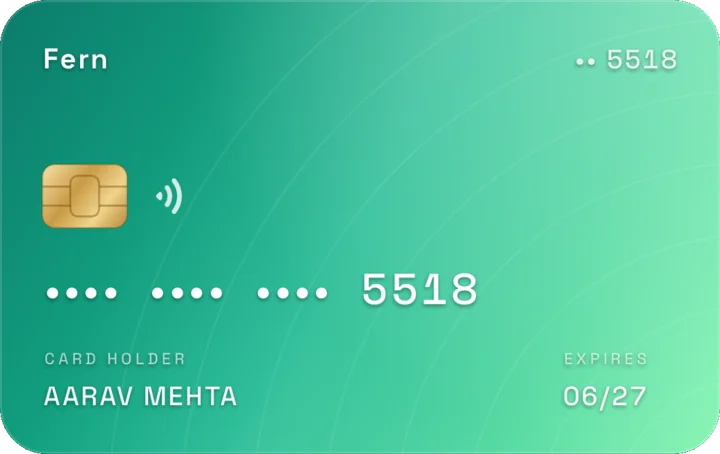 Fern
•• 5518
•••• •••• •••• 5518
CARD HOLDER
AARAV MEHTA
EXPIRES
06/27